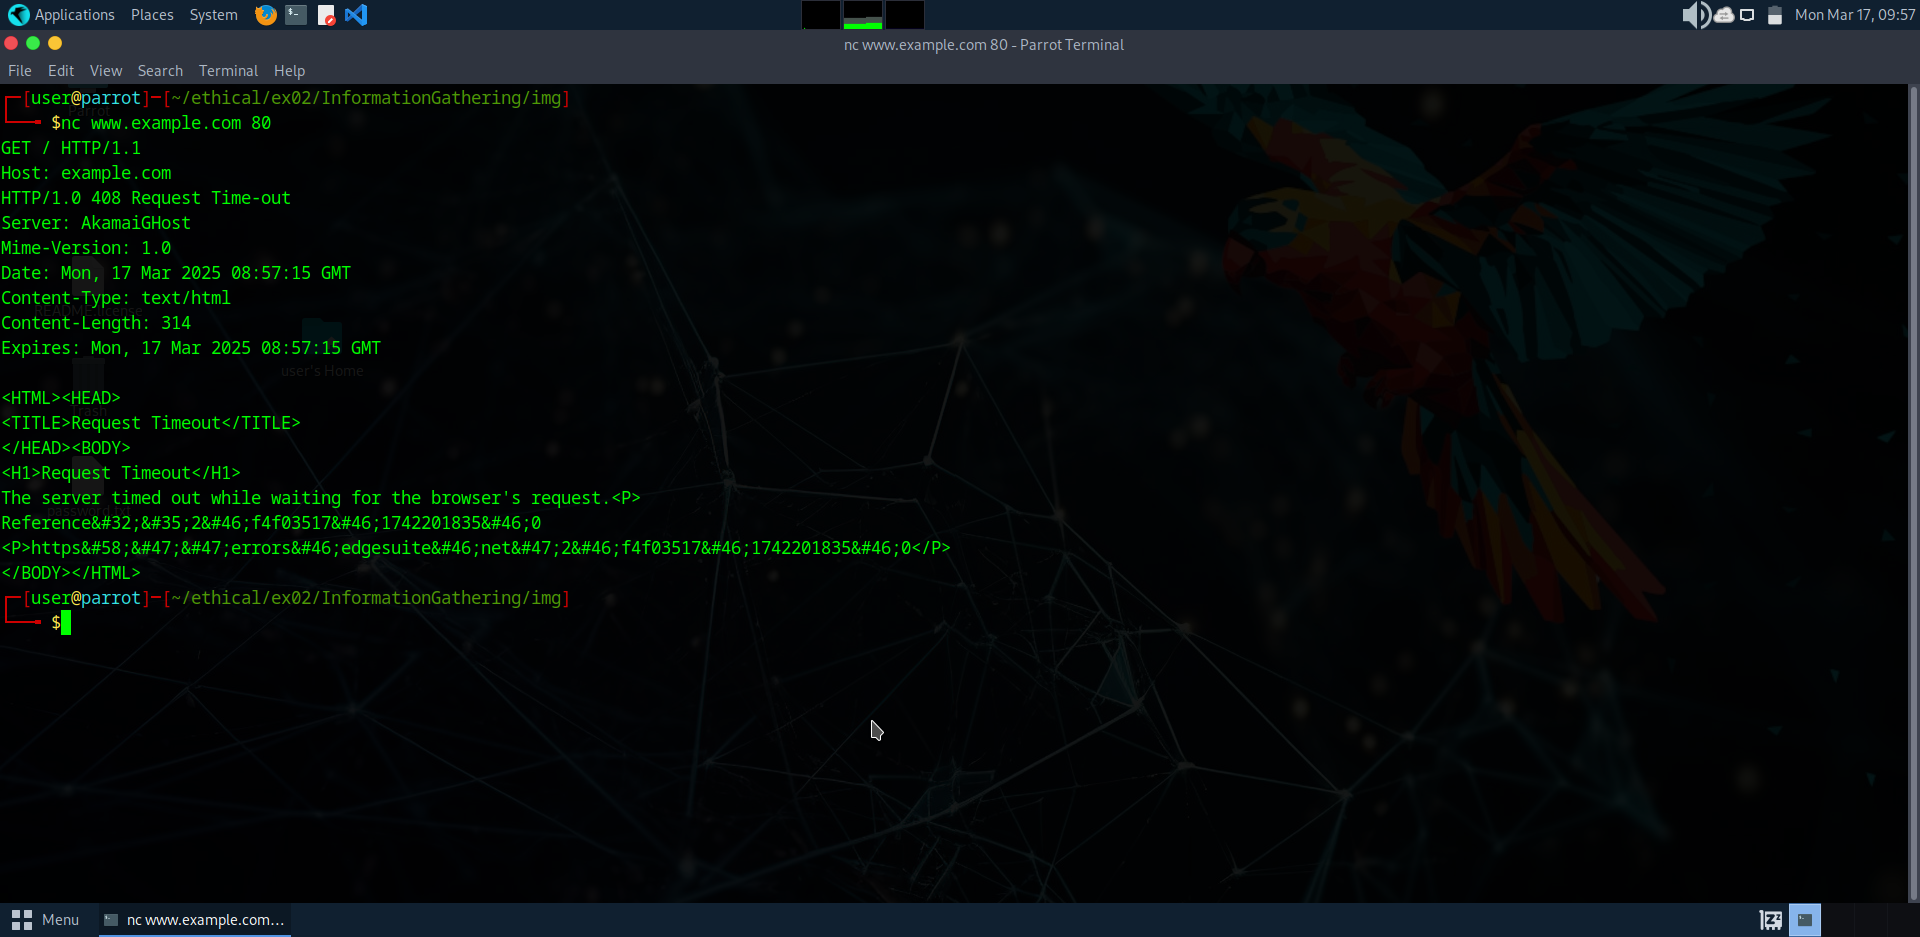 Applications Places System
Mon Mar 17, 09:57
nc www.example.com 80 - Parrot Terminal
File Edit View Search Terminal Help
[user@parrot]─[~/ethical/ex02/InformationGathering/img]
$nc www.example.com 80
GET / HTTP/1.1
Host: example.com
HTTP/1.0 408 Request Time-out
Server: AkamaiGHost
Mime-Version: 1.0
Date: Mon, 17 Mar 2025 08:57:15 GMT
Content-Type: text/html
README.license
Content-Length: 314
Expires: Mon, 17 Mar 2025 08:57:15 GMT
user's Home
<HTML><HEAD>
Trash
<TITLE>Request Timeout</TITLE>
</HEAD><BODY>
<H1>Request Timeout</H1>
The server timed out while waiting for the browser's request.<P>
password.txt
Reference&#32;&#35;2&#46;f4f03517&#46;1742201835&#46;0
<P>https&#58;&#47;&#47;errors&#46;edgesuite&#46;net&#47;2&#46;f4f03517&#46;1742201835&#46;0</P>
</BODY></HTML>
[user@parrot]─[~/ethical/ex02/InformationGathering/img]
$
Menu nc www.example.com...